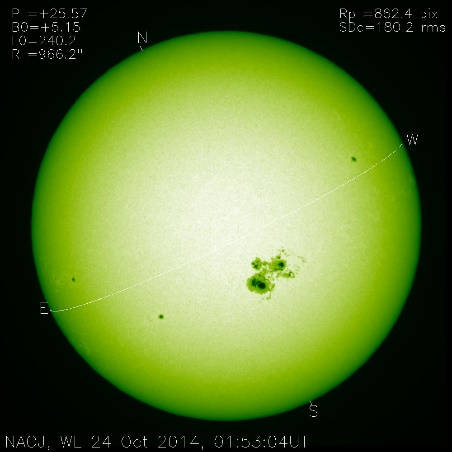 P =+25.57
B0=+5.15
L0=240.2
R =966.2"
Rp =862.4 pix
SDc=180.2 rms
N
W
E
S
NAOJ, WL 24 Oct 2014, 01:53:04UT